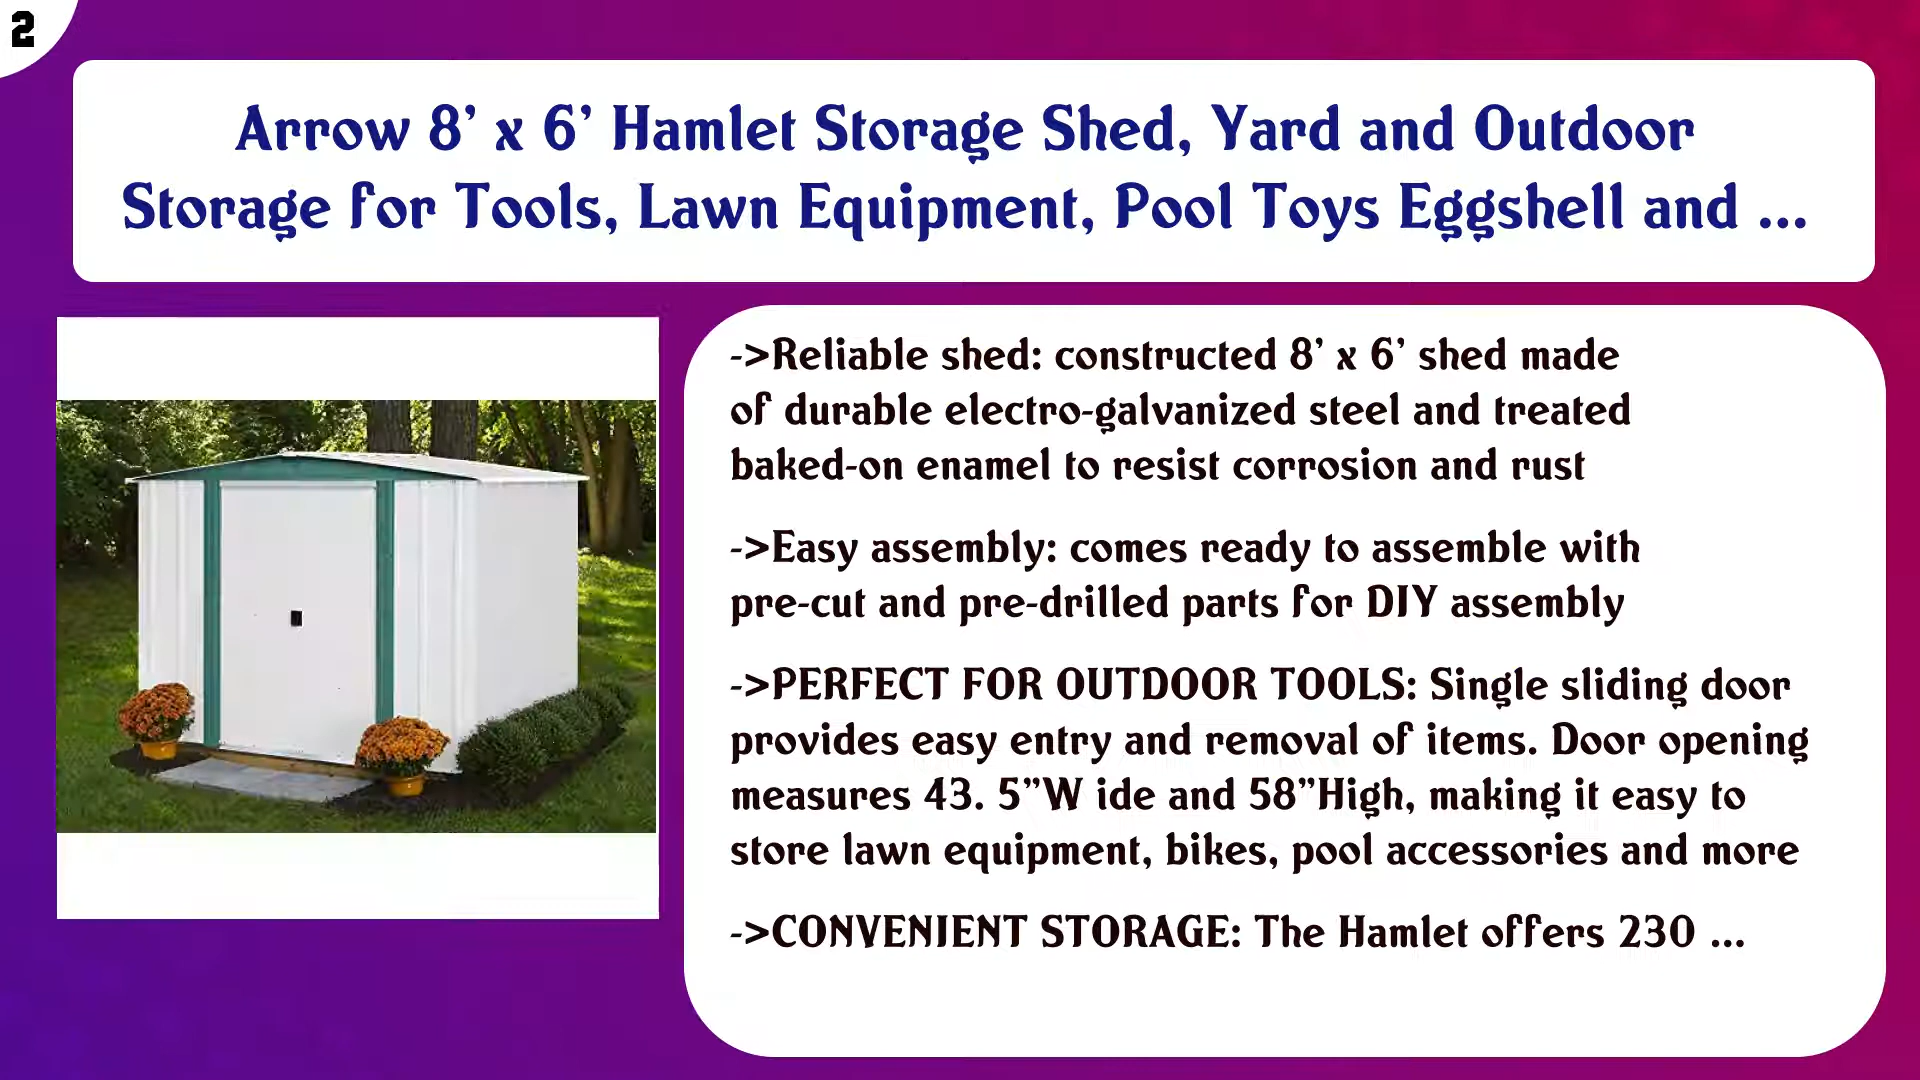 2
Arrow 8’ x 6’ Hamlet Storage Shed, Yard and Outdoor
Storage for Tools, Lawn Equipment, Pool Toys Eggshell and ...
->Reliable shed: constructed 8’ x 6’ shed made
of durable electro-galvanized steel and treated
baked-on enamel to resist corrosion and rust
->Easy assembly: comes ready to assemble with
pre-cut and pre-drilled parts for DIY assembly
->PERFECT FOR OUTDOOR TOOLS: Single sliding door
provides easy entry and removal of items. Door opening
measures 43. 5”W ide and 58”High, making it easy to
store lawn equipment, bikes, pool accessories and more
->CONVENIENT STORAGE: The Hamlet offers 230 ...